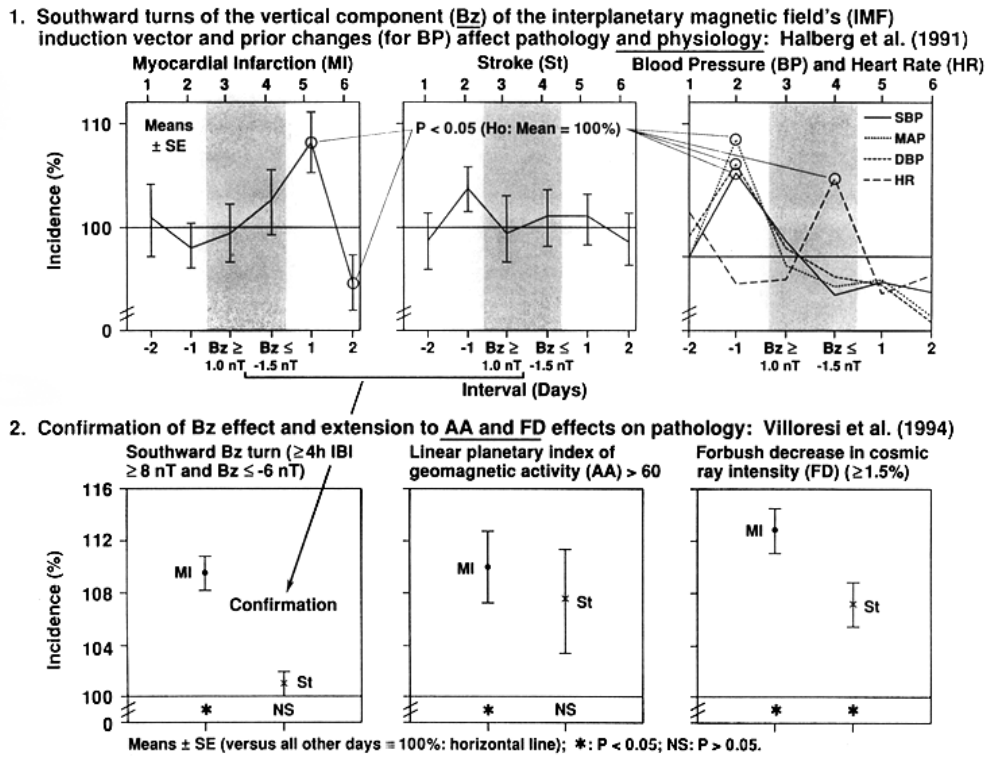 1. Southward turns of the vertical component (Bz) of the interplanetary magnetic field's (IMF)
induction vector and prior changes (for BP) affect pathology and physiology: Halberg et al. (1991)
Myocardial Infarction (MI)
Stroke (St)
Blood Pressure (BP) and Heart Rate (HR)
1 2 3 4 5 6
1 2 3 4 5 6
1 2 3 4 5 6
Incidence (%)
110
100
0
Means
± SE
P < 0.05 (Ho: Mean = 100%)
SBP
MAP
DBP
HR
-2 -1 Bz ≥ Bz ≤ 1 2
1.0 nT -1.5 nT
-2 -1 Bz ≥ Bz ≤ 1 2
1.0 nT -1.5 nT
-2 -1 Bz ≥ Bz ≤ 1 2
1.0 nT -1.5 nT
Interval (Days)
2. Confirmation of Bz effect and extension to AA and FD effects on pathology: Villoresi et al. (1994)
Southward Bz turn (≥4h IBI
≥8 nT and Bz ≤ -6 nT)
Linear planetary index of
geomagnetic activity (AA) > 60
Forbush decrease in cosmic
ray intensity (FD) (≥1.5%)
Incidence (%)
116
112
108
104
100
0
MI
Confirmation
St
* NS
MI
St
* NS
MI
St
* *
Means ± SE (versus all other days = 100%: horizontal line); *: P < 0.05; NS: P > 0.05.